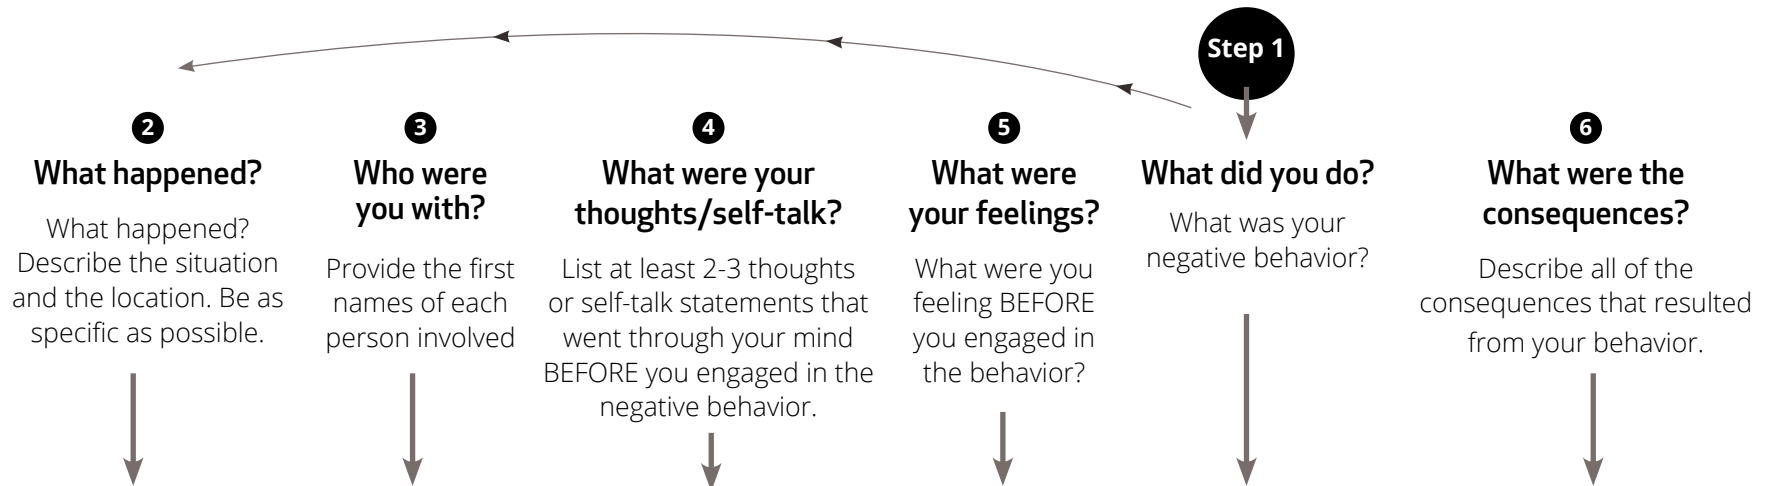 Step 1
2
What happened?
What happened?
Describe the situation
and the location. Be as
specific as possible.
3
Who were
you with?
Provide the first
names of each
person involved
4
What were your
thoughts/self-talk?
List at least 2-3 thoughts
or self-talk statements that
went through your mind
BEFORE you engaged in the
negative behavior.
5
What were
your feelings?
What were you
feeling BEFORE
you engaged in
the behavior?
What did you do?
What was your
negative behavior?
6
What were the
consequences?
Describe all of the
consequences that resulted
from your behavior.